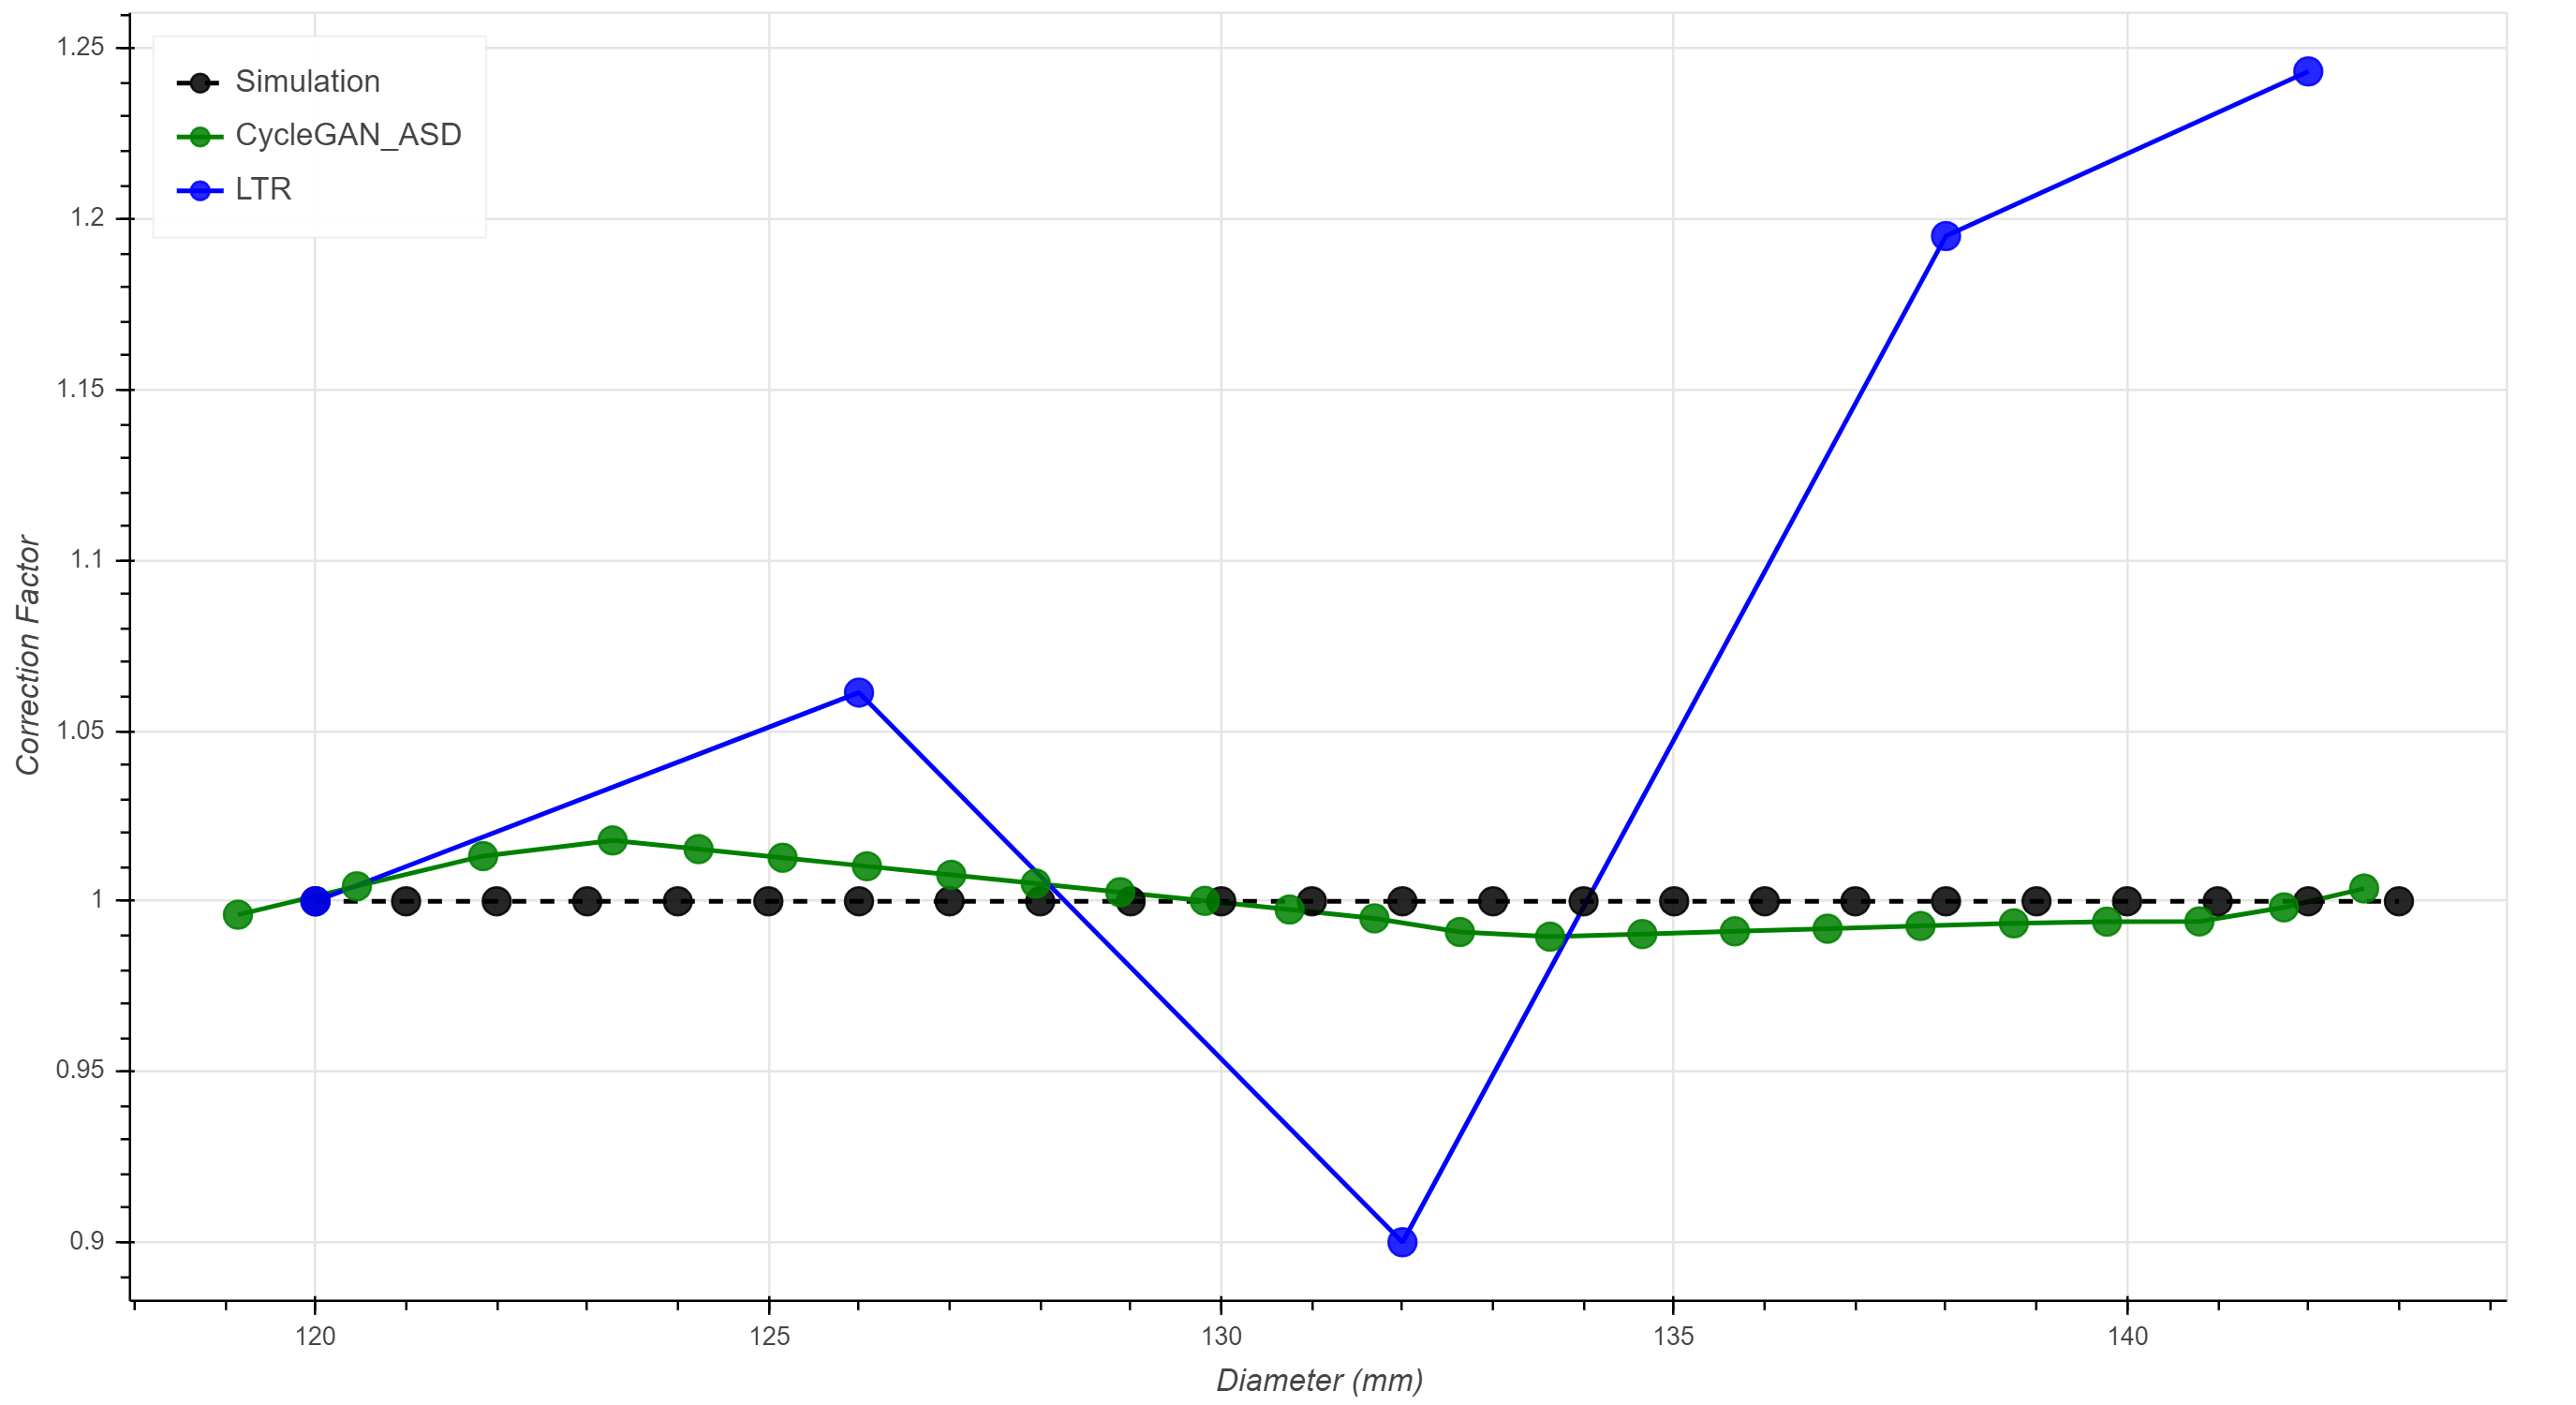 1.25
1.2
1.15
1.1
1.05
1
0.95
0.9
Correction Factor
Simulation
CycleGAN_ASD
LTR
120 125 130 135 140
Diameter (mm)